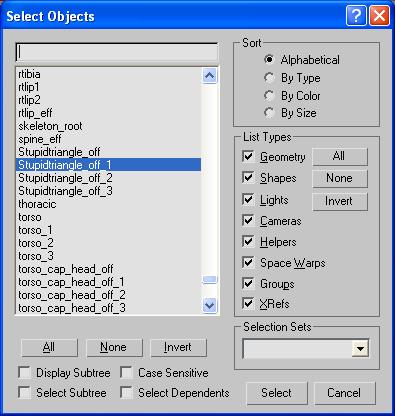 Select Objects
rtibia
rtlip1
rtlip2
rtlip_eff
skeleton_root
spine_eff
Stupidtriangle_off
Stupidtriangle_off_1
Stupidtriangle_off_2
Stupidtriangle_off_3
thoracic
torso
torso_1
torso_2
torso_3
torso_cap_head_off
torso_cap_head_off_1
torso_cap_head_off_2
torso_cap_head_off_3
All None Invert
Display Subtree Case Sensitive
Select Subtree Select Dependents
Sort
Alphabetical
By Type
By Color
By Size
List Types
Geometry All
Shapes None
Lights Invert
Cameras
Helpers
Space Warps
Groups
XRefs
Selection Sets
Select Cancel